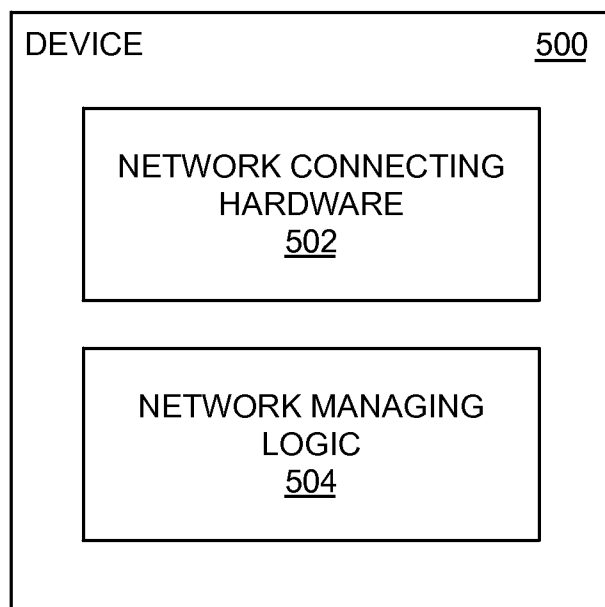 DEVICE 500
NETWORK CONNECTING
HARDWARE
502
NETWORK MANAGING
LOGIC
504